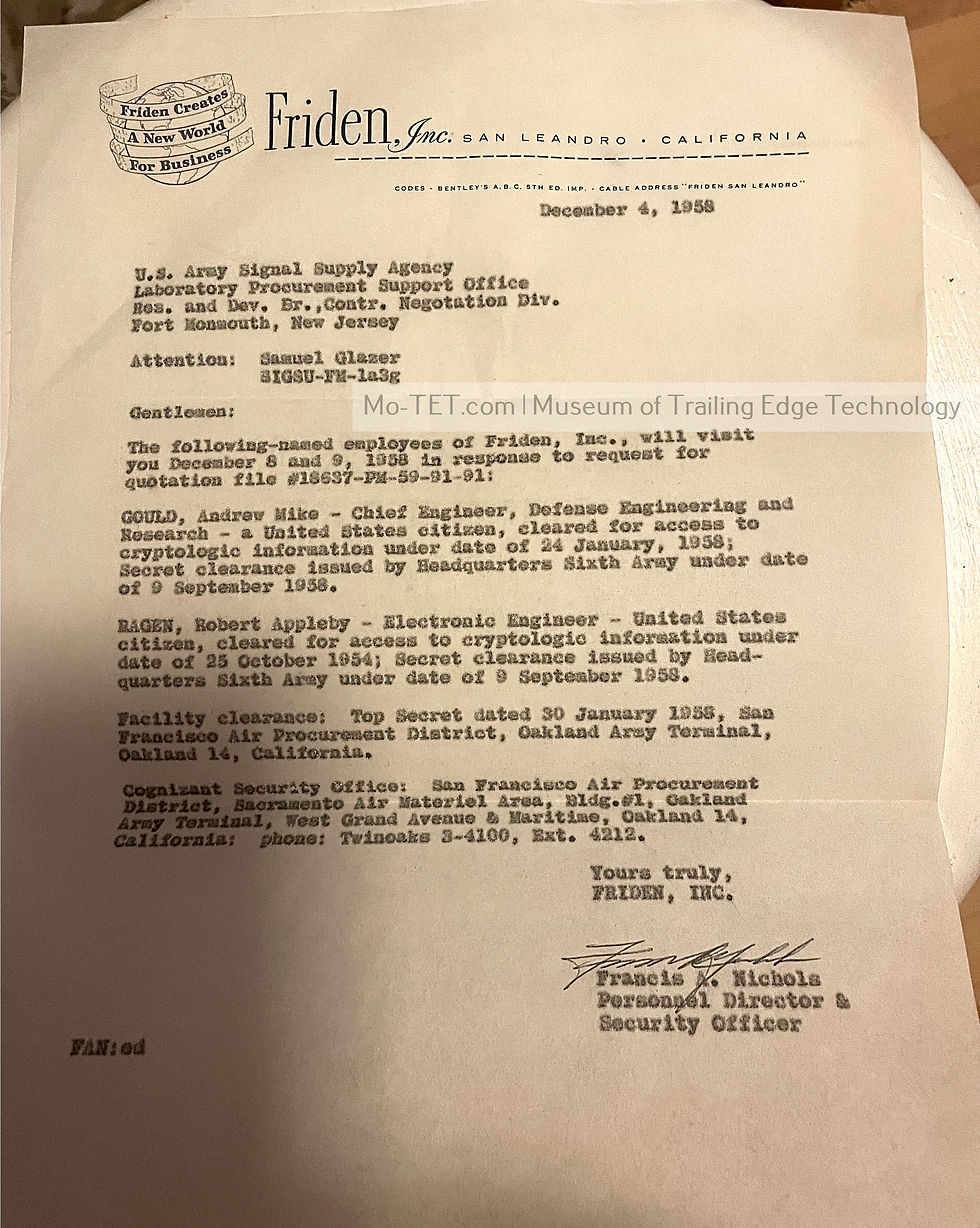 Friden Creates
A New World
For Business
Friden, Inc. SAN LEANDRO • CALIFORNIA
CODES - BENTLEY'S A.B.C. 5TH ED. IMP. - CABLE ADDRESS "FRIDEN SAN LEANDRO"
December 4, 1958
U.S. Army Signal Supply Agency
Laboratory Procurement Support Office
Res. and Dev. Br.,Contr. Negotation Div.
Fort Monmouth, New Jersey
Attention: Samuel Glazer
SIGSU-FM-1a3g
Mo-TET.com | Museum of Trailing Edge Technology
Gentlemen:
The following-named employees of Friden, Inc., will visit
you December 8 and 9, 1958 in response to request for
quotation file #18637-PM-59-91-91:
GOULD, Andrew Mike - Chief Engineer, Defense Engineering and
Research - a United States citizen, cleared for access to
cryptologic information under date of 24 January, 1958;
Secret clearance issued by Headquarters Sixth Army under date
of 9 September 1958.
RAGEN, Robert Appleby - Electronic Engineer - United States
citizen, cleared for access to cryptologic information under
date of 25 October 1954; Secret clearance issued by Head-
quarters Sixth Army under date of 9 September 1958.
Facility clearance: Top Secret dated 30 January 1958, San
Francisco Air Procurement District, Oakland Army Terminal,
Oakland 14, California.
Cognizant Security Office: San Francisco Air Procurement
District, Sacramento Air Materiel Area, Bldg.#1, Oakland
Army Terminal, West Grand Avenue & Maritime, Oakland 14,
California; phone: Twinoaks 3-4100, Ext. 4212.
Yours truly,
FRIDEN, INC.
Francis A. Nichols
Personnel Director &
Security Officer
FAN:ed